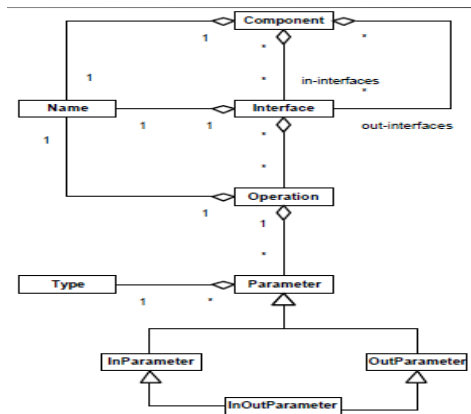 Component
1
*
*
1
*
in-interfaces
*
Name
Interface
1
1
1
*
out-interfaces
*
Operation
1
1
*
Type
Parameter
1
*
InParameter
OutParameter
InOutParameter